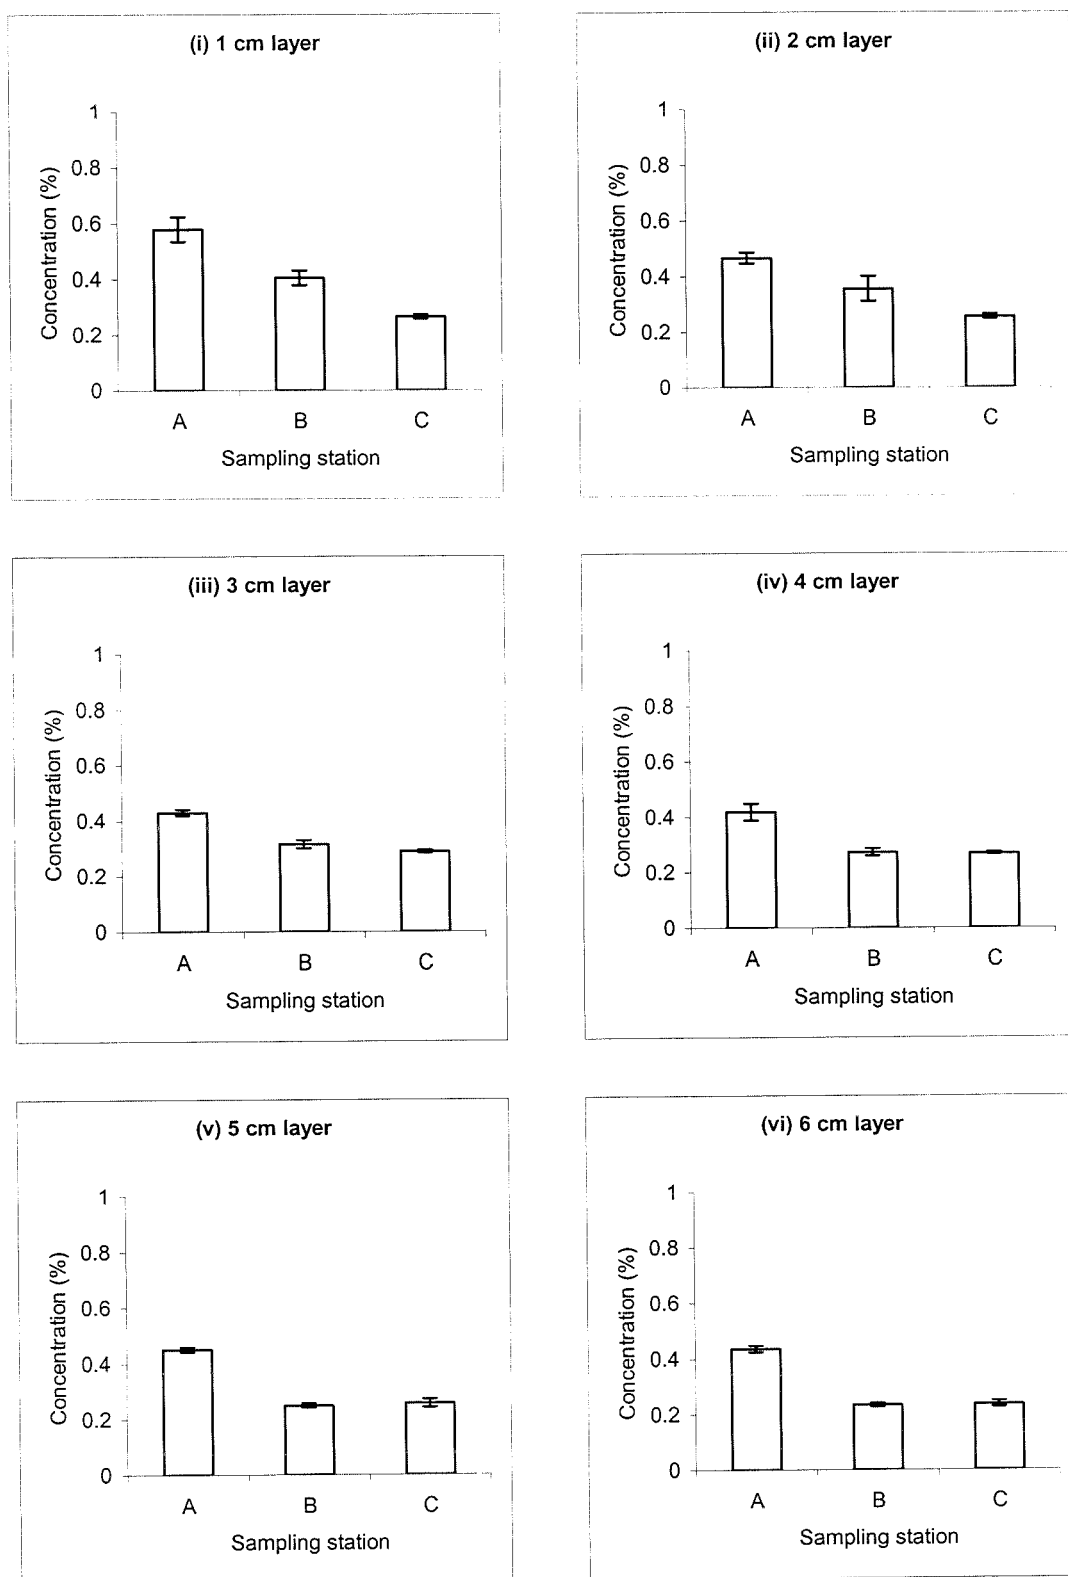 (i) 1 cm layer
1
0.8
0.6
0.4
0.2
0
Concentration (%)
A B C
Sampling station
(ii) 2 cm layer
1
0.8
0.6
0.4
0.2
0
Concentration (%)
A B C
Sampling station
(iii) 3 cm layer
1
0.8
0.6
0.4
0.2
0
Concentration (%)
A B C
Sampling station
(iv) 4 cm layer
1
0.8
0.6
0.4
0.2
0
Concentration (%)
A B C
Sampling station
(v) 5 cm layer
1
0.8
0.6
0.4
0.2
0
Concentration (%)
A B C
Sampling station
(vi) 6 cm layer
1
0.8
0.6
0.4
0.2
0
Concentration (%)
A B C
Sampling station